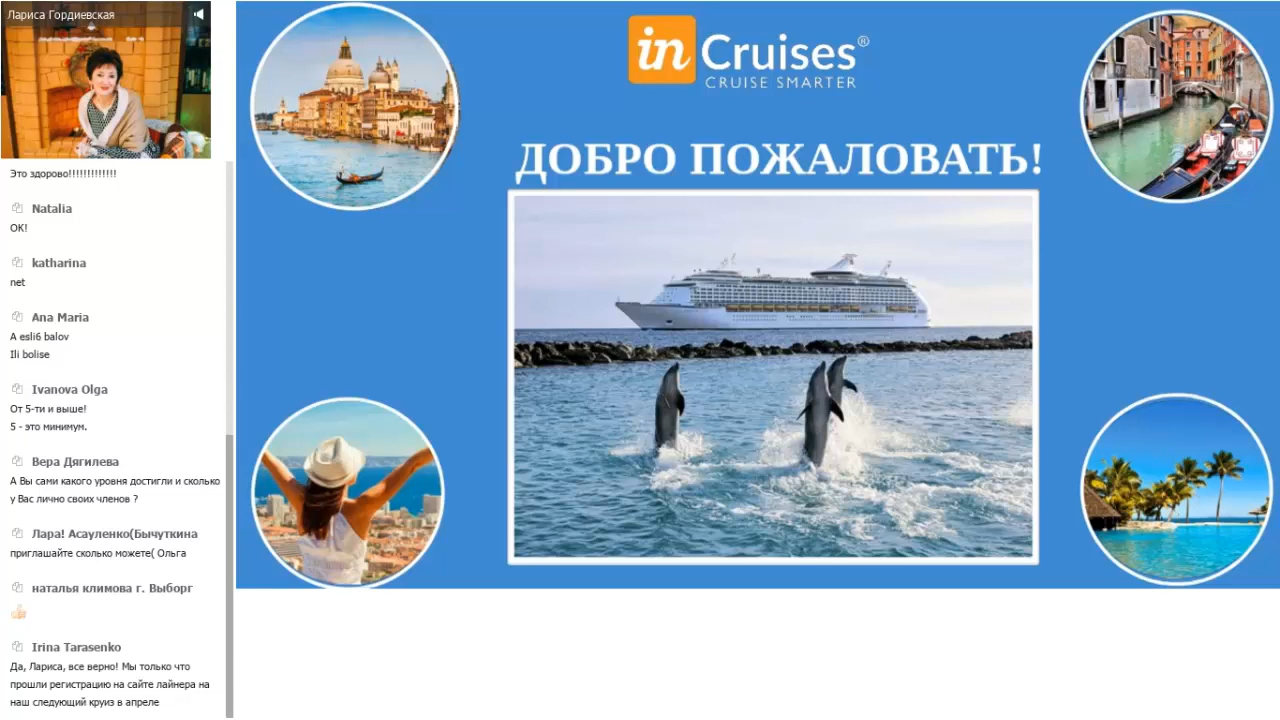 Лариса Гордиевская
Это здорово!!!!!!!!!!!!!
Natalia
OK!
katharina
net
Ana Maria
A esli6 balov
Ili bolise
Ivanova Olga
От 5-ти и выше!
5 - это минимум.
Вера Дягилева
А Вы сами какого уровня достигли и сколько
у Вас лично своих членов ?
Лара! Асауленко(Бычуткина
приглашайте сколько можете( Ольга
наталья климова г. Выборг
Irina Tarasenko
Да, Лариса, все верно! Мы только что
прошли регистрацию на сайте лайнера на
наш следующий круиз в апреле
in Cruises®
CRUISE SMARTER
ДОБРО ПОЖАЛОВАТЬ!